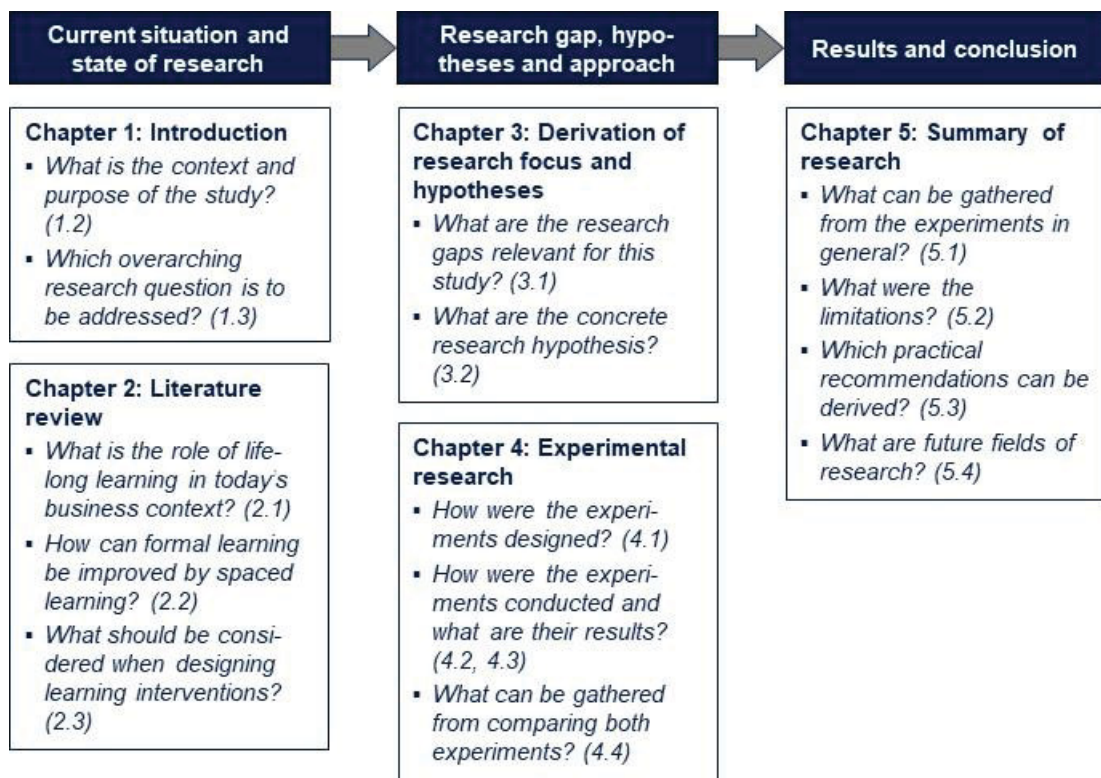 Current situation and
state of research
Research gap, hypo-
theses and approach
Results and conclusion
Chapter 1: Introduction
▪ What is the context and
purpose of the study?
(1.2)
▪ Which overarching
research question is to
be addressed? (1.3)
Chapter 2: Literature
review
▪ What is the role of life-
long learning in today's
business context? (2.1)
▪ How can formal learning
be improved by spaced
learning? (2.2)
▪ What should be consi-
dered when designing
learning interventions?
(2.3)
Chapter 3: Derivation of
research focus and
hypotheses
▪ What are the research
gaps relevant for this
study? (3.1)
▪ What are the concrete
research hypothesis?
(3.2)
Chapter 4: Experimental
research
▪ How were the experi-
ments designed? (4.1)
▪ How were the experi-
ments conducted and
what are their results?
(4.2, 4.3)
▪ What can be gathered
from comparing both
experiments? (4.4)
Chapter 5: Summary of
research
▪ What can be gathered
from the experiments in
general? (5.1)
▪ What were the
limitations? (5.2)
▪ Which practical
recommendations can be
derived? (5.3)
▪ What are future fields of
research? (5.4)